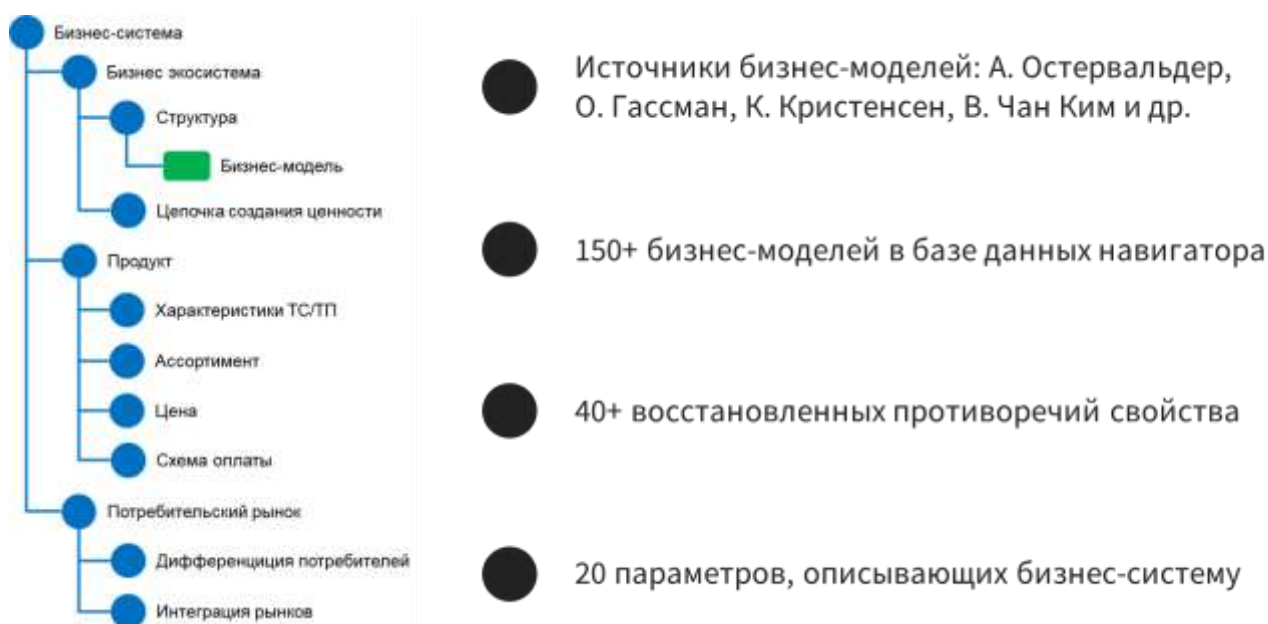 Бизнес-система
Бизнес экосистема
Структура
Бизнес-модель
Цепочка создания ценности
Продукт
Характеристики ТС/ТП
Ассортимент
Цена
Схема оплаты
Потребительский рынок
Дифференциция потребителей
Интеграция рынков
Источники бизнес-моделей: А. Остервальдер,
О. Гассман, К. Кристенсен, В. Чан Ким и др.
150+ бизнес-моделей в базе данных навигатора
40+ восстановленных противоречий свойства
20 параметров, описывающих бизнес-систему